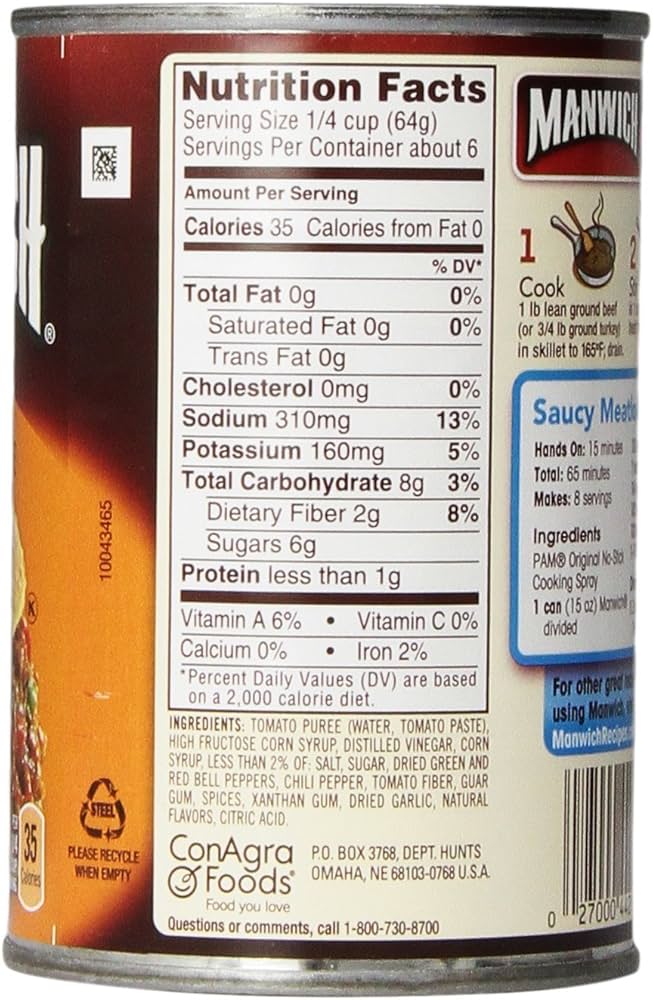 H®
10043465
K
35
Calories
STEEL
PLEASE RECYCLE
WHEN EMPTY
Nutrition Facts
Serving Size 1/4 cup (64g)
Servings Per Container about 6
Amount Per Serving
Calories 35 Calories from Fat 0
% DV*
Total Fat 0g 0%
Saturated Fat 0g 0%
Trans Fat 0g
Cholesterol 0mg 0%
Sodium 310mg 13%
Potassium 160mg 5%
Total Carbohydrate 8g 3%
Dietary Fiber 2g 8%
Sugars 6g
Protein less than 1g
Vitamin A 6% • Vitamin C 0%
Calcium 0% • Iron 2%
*Percent Daily Values (DV) are based
on a 2,000 calorie diet.
INGREDIENTS: TOMATO PUREE (WATER, TOMATO PASTE),
HIGH FRUCTOSE CORN SYRUP, DISTILLED VINEGAR, CORN
SYRUP, LESS THAN 2% OF: SALT, SUGAR, DRIED GREEN AND
RED BELL PEPPERS, CHILI PEPPER, TOMATO FIBER, GUAR
GUM, SPICES, XANTHAN GUM, DRIED GARLIC, NATURAL
FLAVORS, CITRIC ACID.
ConAgra
Foods®
Food you love
P.O. BOX 3768, DEPT. HUNTS
OMAHA, NE 68103-0768 U.S.A.
Questions or comments, call 1-800-730-8700
MANWICH
1
2
Cook
1 lb lean ground beef
(or 3/4 lb ground turkey)
in skillet to 165°F; drain.
Saucy
Hands On: 15 minutes
Total: 65 minutes
Makes: 8 servings
Ingredients
PAM® Original No-Stick
Cooking Spray
1 can (15 oz) Manwich®
divided
For other great
using Manwich,
ManwichRecipes
0 27000